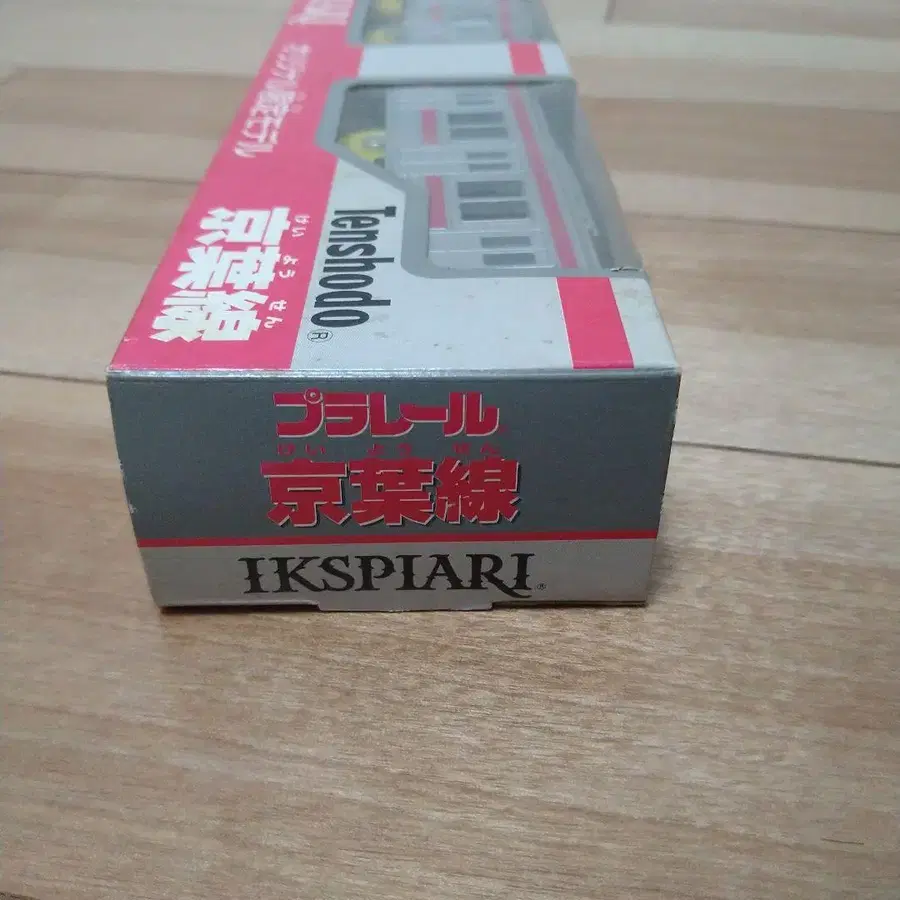 オリジナル限定モデル
けいようせん
京葉線
Tenshodo®
プラレール
けいようせん
京葉線
IKSPIARI®